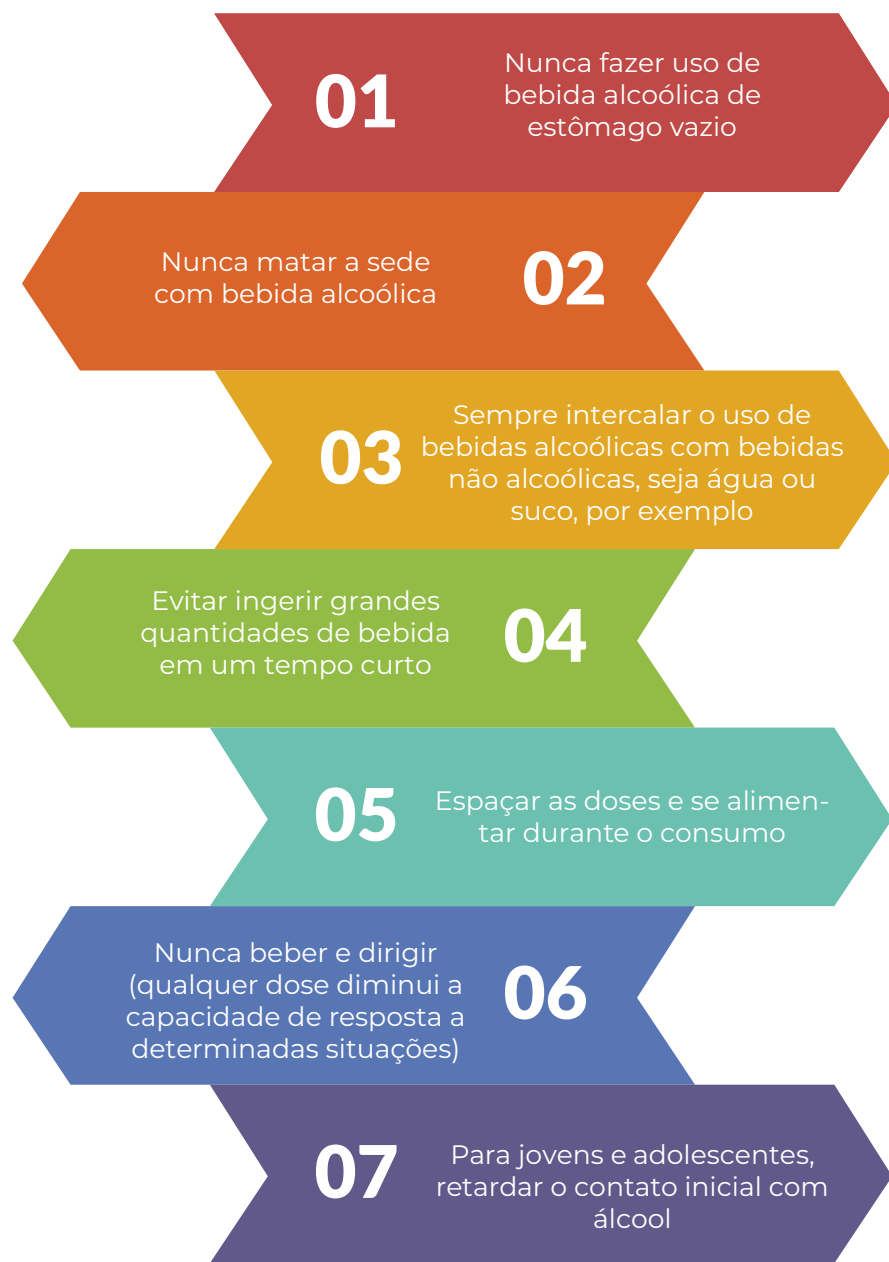 01
Nunca fazer uso de
bebida alcoólica de
estômago vazio
02
Nunca matar a sede
com bebida alcoólica
03
Sempre intercalar o uso de
bebidas alcoólicas com bebidas
não alcoólicas, seja água ou
suco, por exemplo
04
Evitar ingerir grandes
quantidades de bebida
em um tempo curto
05
Espaçar as doses e se alimen-
tar durante o consumo
06
Nunca beber e dirigir
(qualquer dose diminui a
capacidade de resposta a
determinadas situações)
07
Para jovens e adolescentes,
retardar o contato inicial com
álcool